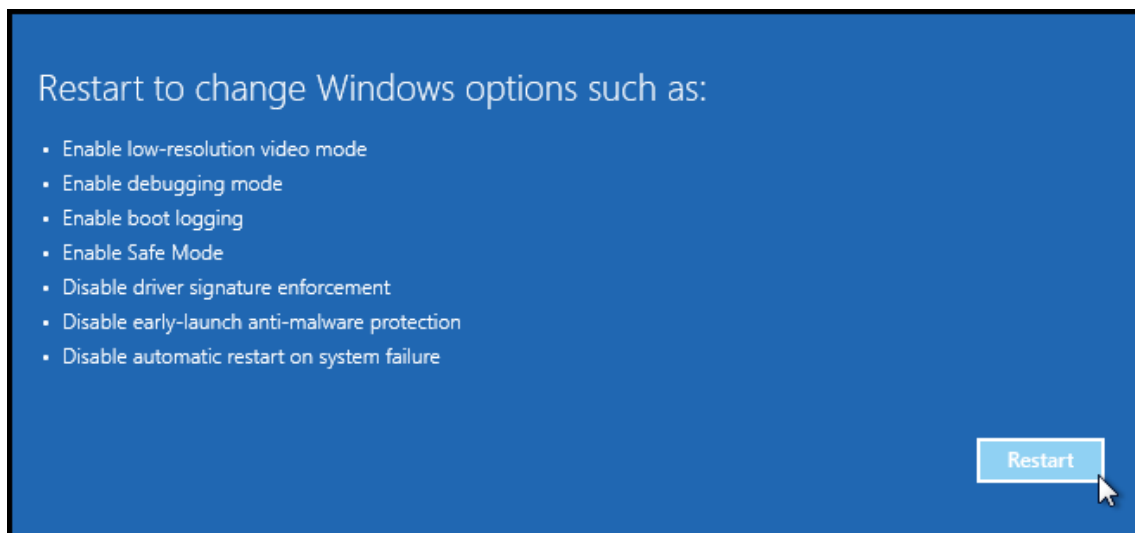 Restart to change Windows options such as:
• Enable low-resolution video mode
• Enable debugging mode
• Enable boot logging
• Enable Safe Mode
• Disable driver signature enforcement
• Disable early-launch anti-malware protection
• Disable automatic restart on system failure
Restart